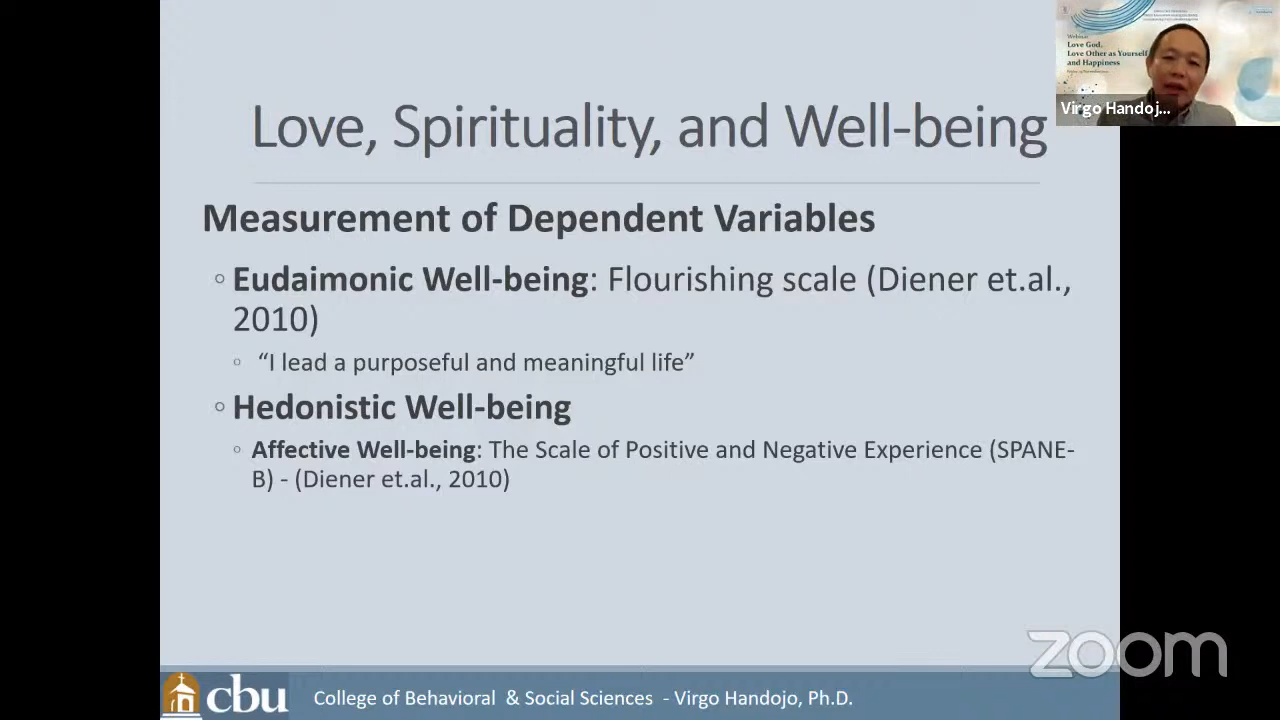 Webinar
Love God,
Love Other as Yourself
and Happiness
Virgo Handoj...
Love, Spirituality, and Well-being
Measurement of Dependent Variables
◦ Eudaimonic Well-being: Flourishing scale (Diener et.al.,
2010)
◦ “I lead a purposeful and meaningful life”
◦ Hedonistic Well-being
◦ Affective Well-being: The Scale of Positive and Negative Experience (SPANE-
B) - (Diener et.al., 2010)
zoom
cbu College of Behavioral & Social Sciences - Virgo Handojo, Ph.D.